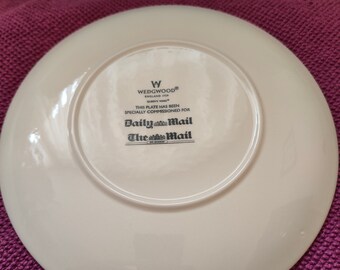 W
WEDGWOOD®
ENGLAND 1759
THIS PLATE HAS BEEN
SPECIALLY COMMISSIONED FOR
Daily Mail
The Mail